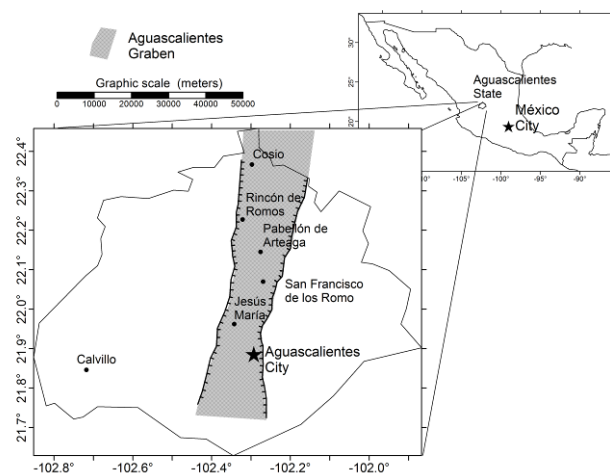 Aguascalientes
Graben
Graphic scale (meters)
0 10000 20000 30000 40000 50000
30°
25°
20°
Aguascalientes
State
México
City
-105°
-100°
-95°
-90°
22.4°
22.3°
22.2°
22.1°
22.0°
21.9°
21.8°
21.7°
Cosio
Rincón de
Romos
Pabellón de
Arteaga
San Francisco
de los Romo
Jesús
María
Aguascalientes
City
Calvillo
-102.8° -102.6° -102.4° -102.2° -102.0°